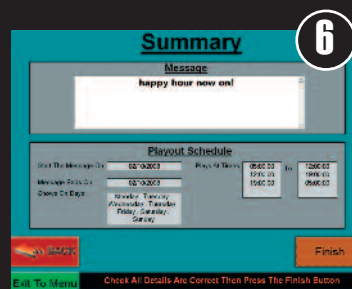 6
Summary
Message
happy hour now on!
Playout Schedule
Start The Message On
Plays At Times
To
Message Ends On
Shows On Days
Monday, Tuesday
Wednesday, Thursday
Friday, Saturday
Sunday
BACK
Finish
Exit To Menu
Check All Details Are Correct Then Press The Finish Button